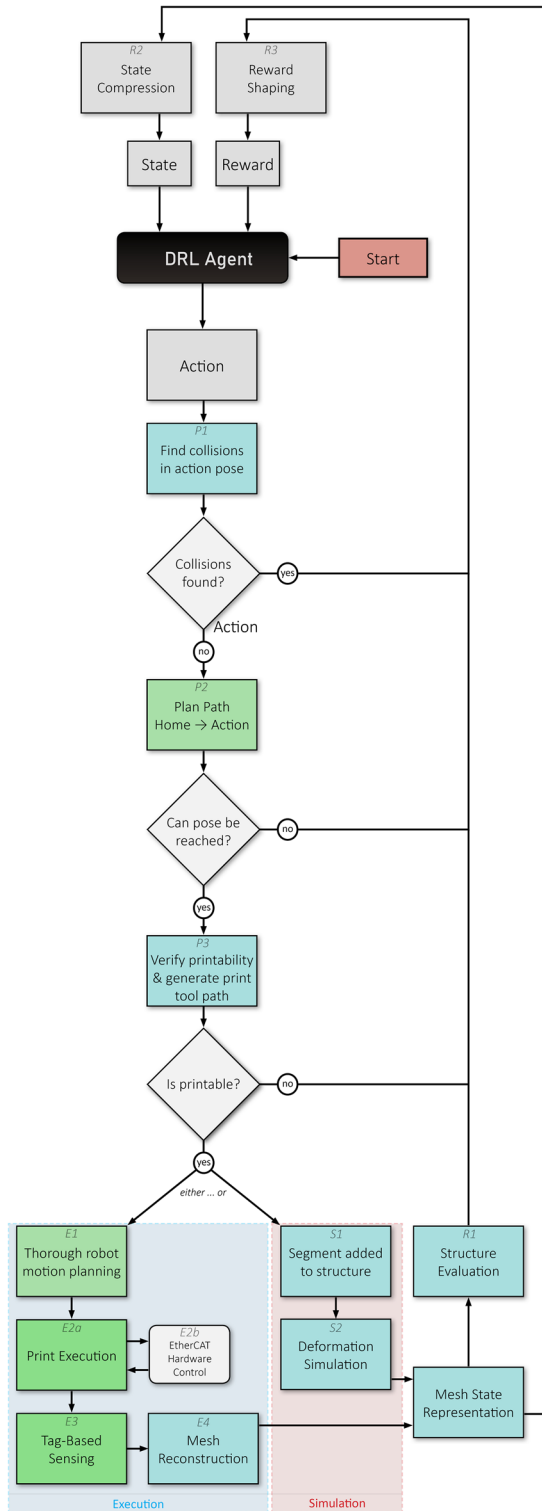 R2
State
Compression
R3
Reward
Shaping
State
Reward
DRL Agent
Start
Action
P1
Find collisions
in action pose
Collisions
found?
yes
Action
no
P2
Plan Path
Home → Action
Can pose be
reached?
no
yes
P3
Verify printability
& generate print
tool path
Is printable?
no
yes
either ... or
E1
Thorough robot
motion planning
S1
Segment added
to structure
R1
Structure
Evaluation
E2a
Print Execution
E2b
EtherCAT
Hardware
Control
S2
Deformation
Simulation
Mesh State
Representation
E3
Tag-Based
Sensing
E4
Mesh
Reconstruction
Execution
Simulation